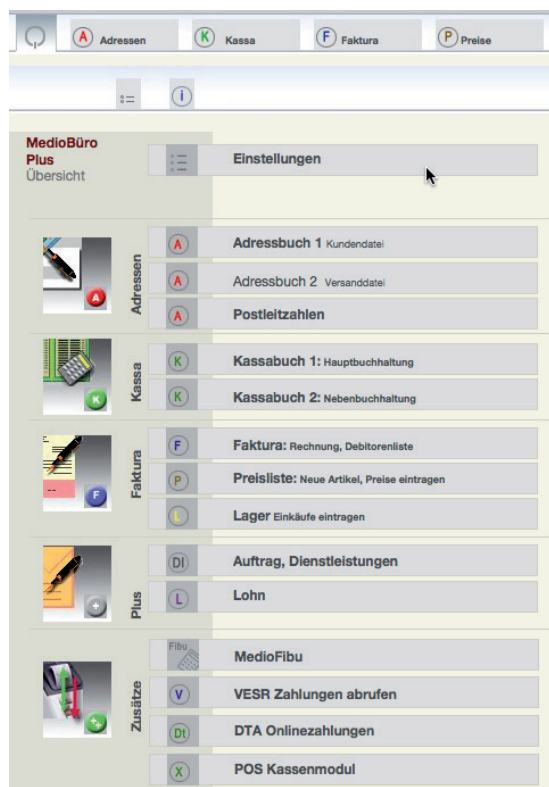 A Adressen K Kassa F Faktura P Preise
i
MedioBüro
Plus
Übersicht
Einstellungen
Adressen
A Adressbuch 1 Kundendatei
A Adressbuch 2 Versanddatei
A Postleitzahlen
A
Kassa
K Kassabuch 1: Hauptbuchhaltung
K Kassabuch 2: Nebenbuchhaltung
K
Faktura
F Faktura: Rechnung, Debitorenliste
P Preisliste: Neue Artikel, Preise eintragen
L Lager Einkäufe eintragen
F
Plus
Dl Auftrag, Dienstleistungen
L Lohn
Zusätze
Fibu MedioFibu
V VESR Zahlungen abrufen
Dt DTA Onlinezahlungen
X POS Kassenmodul